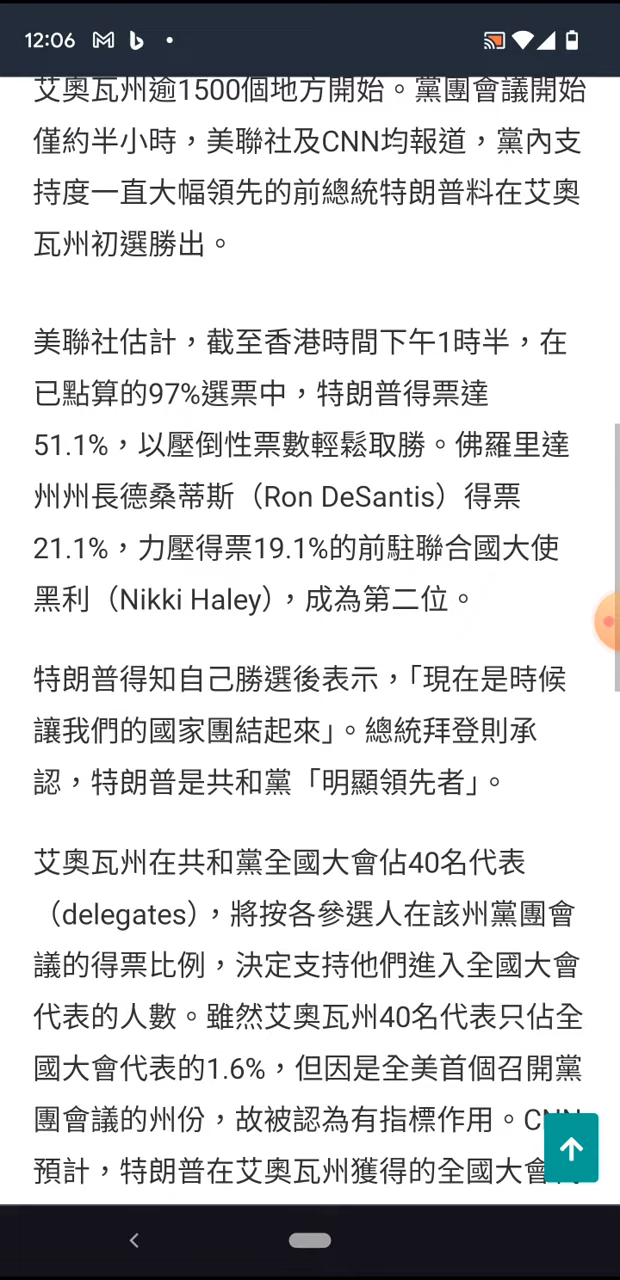 12:06
艾奧瓦州逾1500個地方開始。黨團會議開始
僅約半小時，美聯社及CNN均報道，黨內支
持度一直大幅領先的前總統特朗普料在艾奧
瓦州初選勝出。
美聯社估計，截至香港時間下午1時半，在
已點算的97%選票中，特朗普得票達
51.1%，以壓倒性票數輕鬆取勝。佛羅里達
州州長德桑蒂斯（Ron DeSantis）得票
21.1%，力壓得票19.1%的前駐聯合國大使
黑利（Nikki Haley），成為第二位。
特朗普得知自己勝選後表示，「現在是時候
讓我們的國家團結起來」。總統拜登則承
認，特朗普是共和黨「明顯領先者」。
艾奧瓦州在共和黨全國大會佔40名代表
（delegates），將按各參選人在該州黨團會
議的得票比例，決定支持他們進入全國大會
代表的人數。雖然艾奧瓦州40名代表只佔全
國大會代表的1.6%，但因是全美首個召開黨
團會議的州份，故被認為有指標作用。CNN
預計，特朗普在艾奧瓦州獲得的全國大會